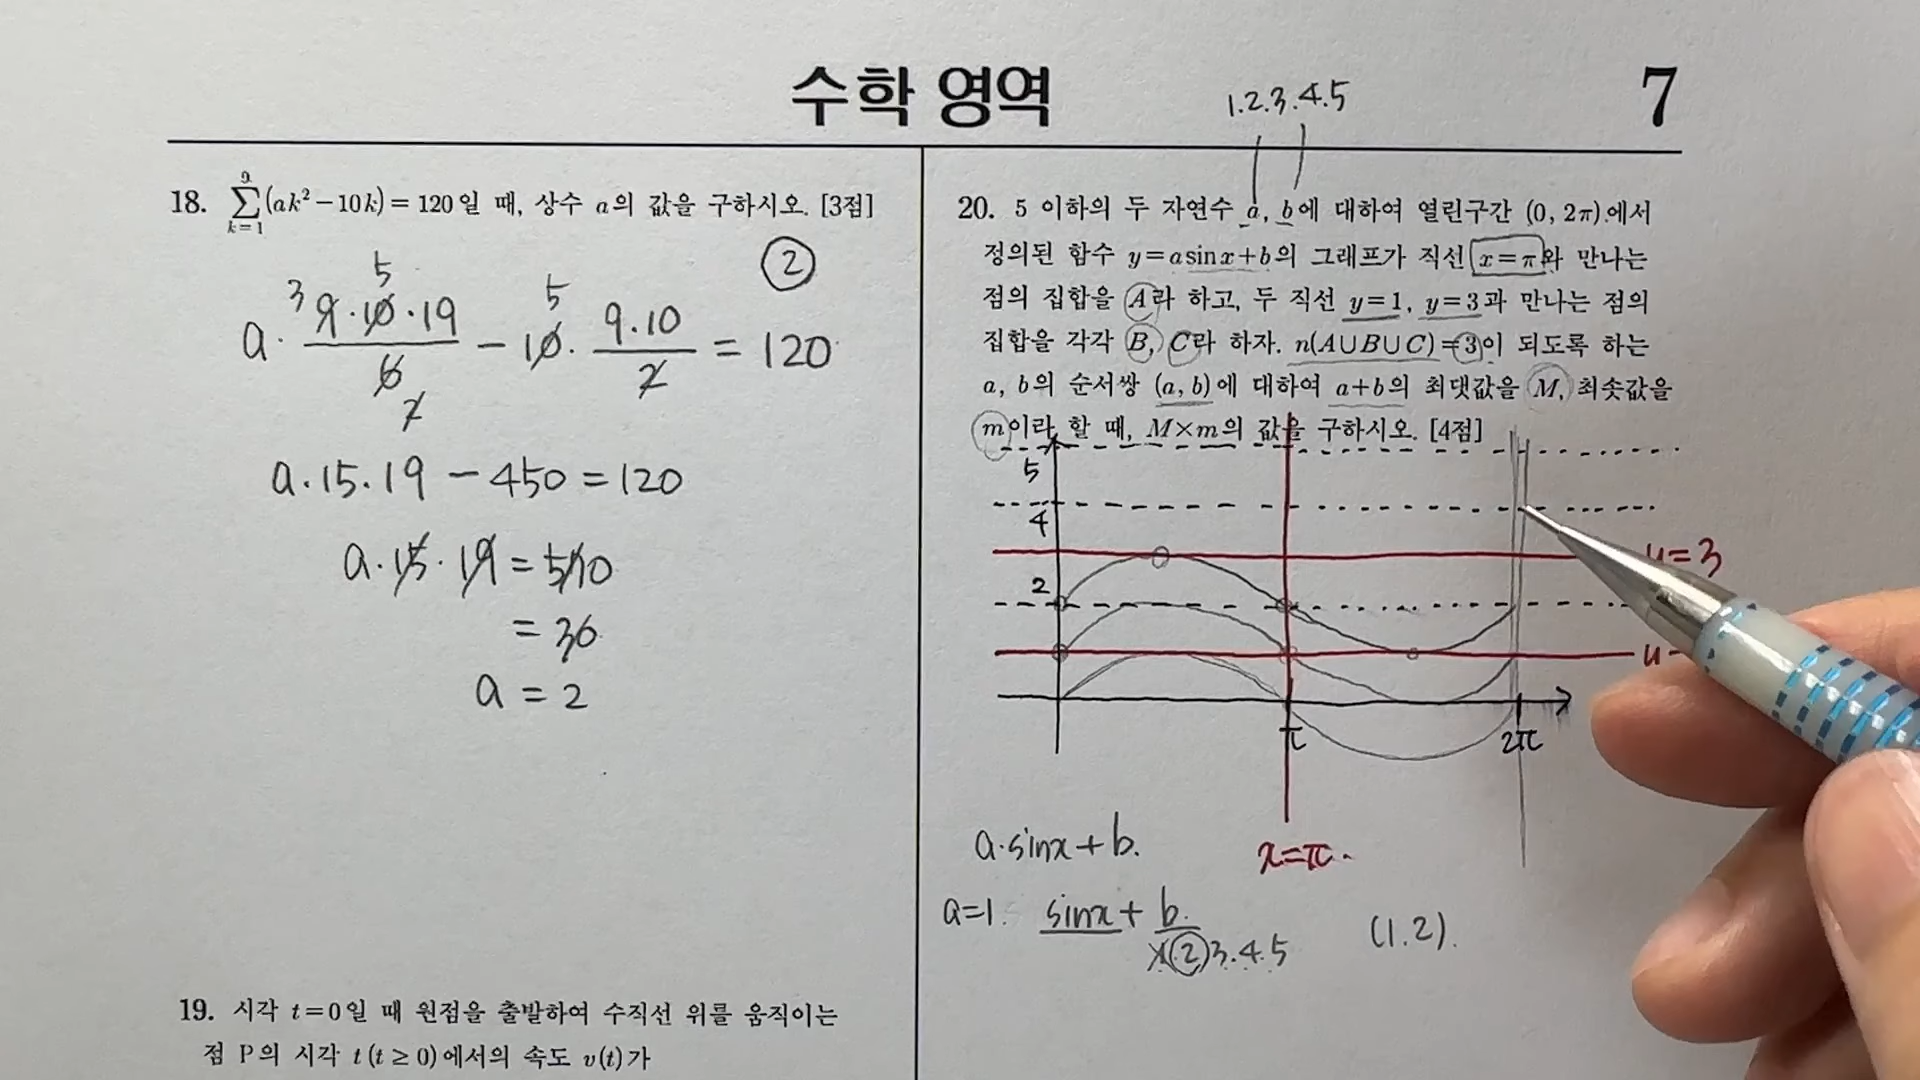 수학 영역
7
1.2.3.4.5
18. \sum_{k=1}^{9}(ak²-10k)=120일 때, 상수 a의 값을 구하시오. [3점]
②
a· 9·10·19/6 - 10· 9·10/2 = 120
3 5 5
2
a·15·19 - 450 = 120
a·15·19 = 570
= 30
a = 2
19. 시각 t=0일 때 원점을 출발하여 수직선 위를 움직이는
점 P의 시각 t(t≥0)에서의 속도 v(t)가
20. 5 이하의 두 자연수 a, b에 대하여 열린구간 (0, 2π)에서
정의된 함수 y=asinx+b의 그래프가 직선 x=π와 만나는
점의 집합을 A라 하고, 두 직선 y=1, y=3과 만나는 점의
집합을 각각 B, C라 하자. n(A∪B∪C)=3이 되도록 하는
a, b의 순서쌍 (a, b)에 대하여 a+b의 최댓값을 M, 최솟값을
m이라 할 때, M×m의 값을 구하시오. [4점]
5
4
y=3
2
π
2π
a·sinx+b.
x=π.
a=1. sinx+b.
1 ② 3.4.5
(1.2).